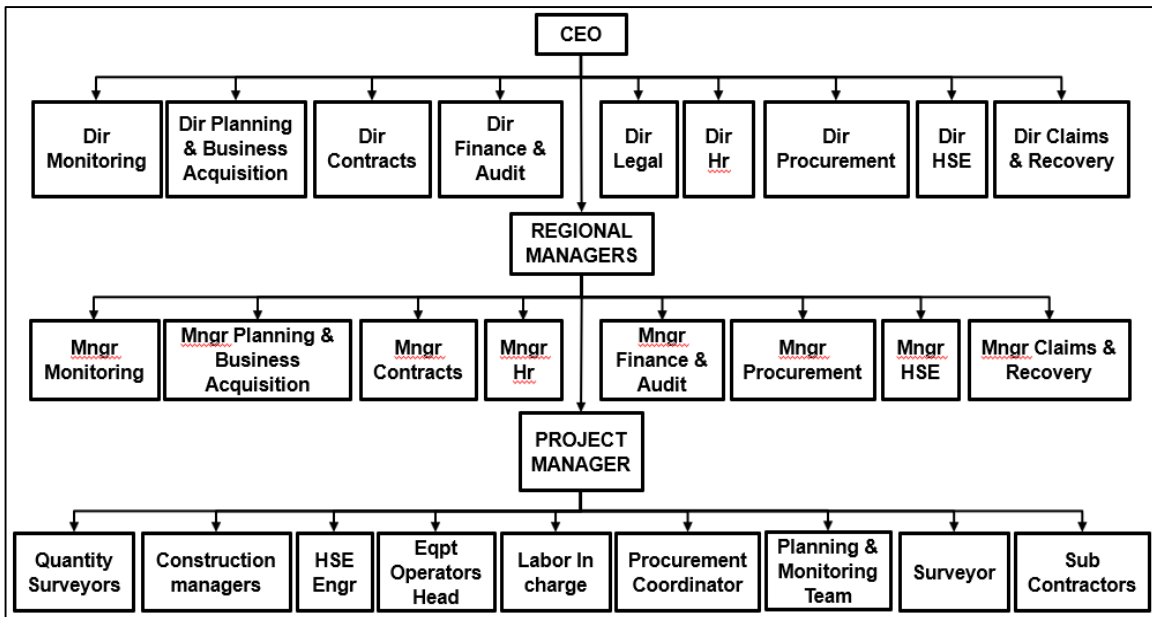 CEO
Dir
Monitoring
Dir Planning
& Business
Acquisition
Dir
Contracts
Dir
Finance &
Audit
Dir
Legal
Dir
Hr
Dir
Procurement
Dir
HSE
Dir Claims
& Recovery
REGIONAL
MANAGERS
Mngr
Monitoring
Mngr Planning &
Business
Acquisition
Mngr
Contracts
Mngr
Hr
Mngr
Finance &
Audit
Mngr
Procurement
Mngr
HSE
Mngr Claims &
Recovery
PROJECT
MANAGER
Quantity
Surveyors
Construction
managers
HSE
Engr
Eqpt
Operators
Head
Labor In
charge
Procurement
Coordinator
Planning &
Monitoring
Team
Surveyor
Sub
Contractors